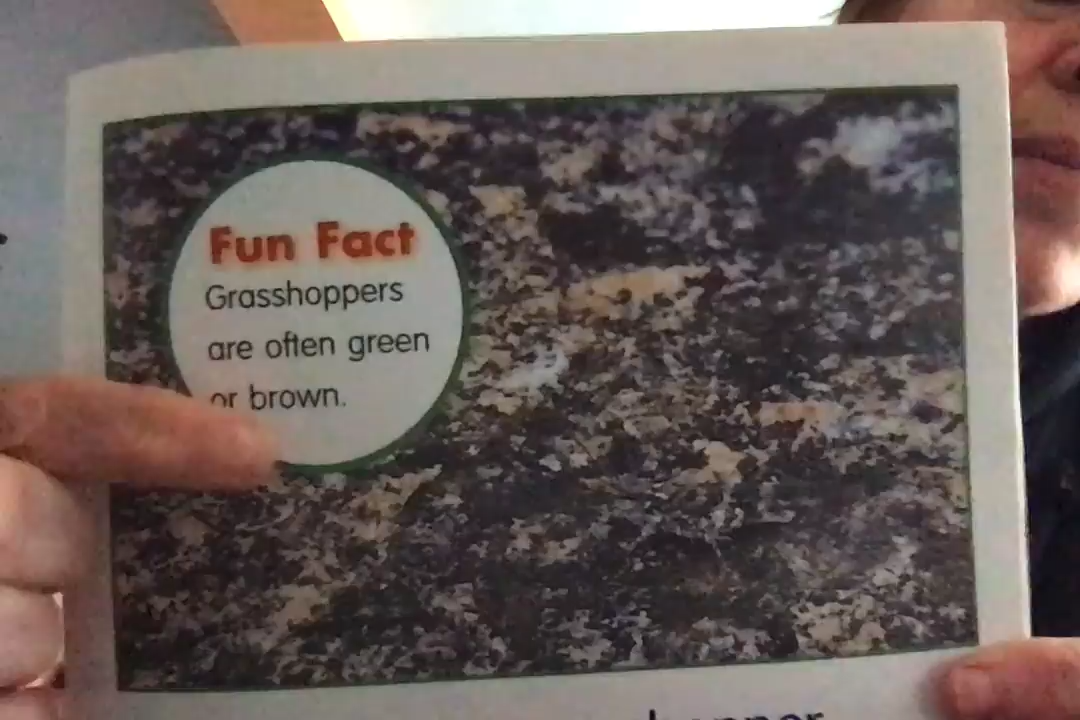 Fun Fact
Grasshoppers
are often green
or brown.